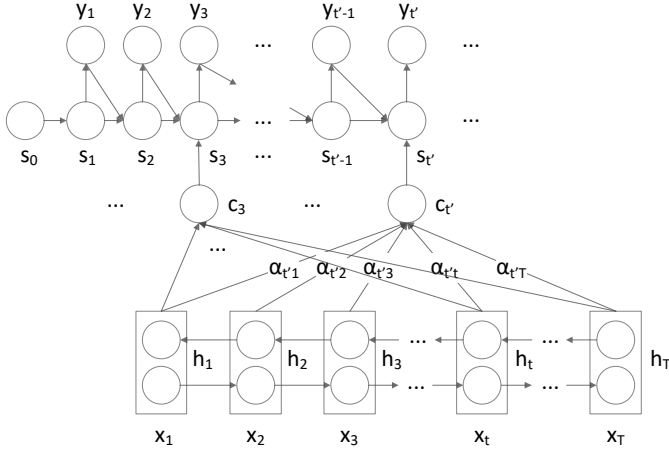 y₁ y₂ y₃ ... yₜ'₋₁ yₜ' ...
... ...
s₀ s₁ s₂ s₃ ... sₜ'₋₁ sₜ'
... c₃ ... cₜ'
...
αₜ'₁ αₜ'₂ αₜ'₃ αₜ'ₜ αₜ'T
... ...
h₁ h₂ h₃ hₜ hT
... ...
x₁ x₂ x₃ xₜ xT